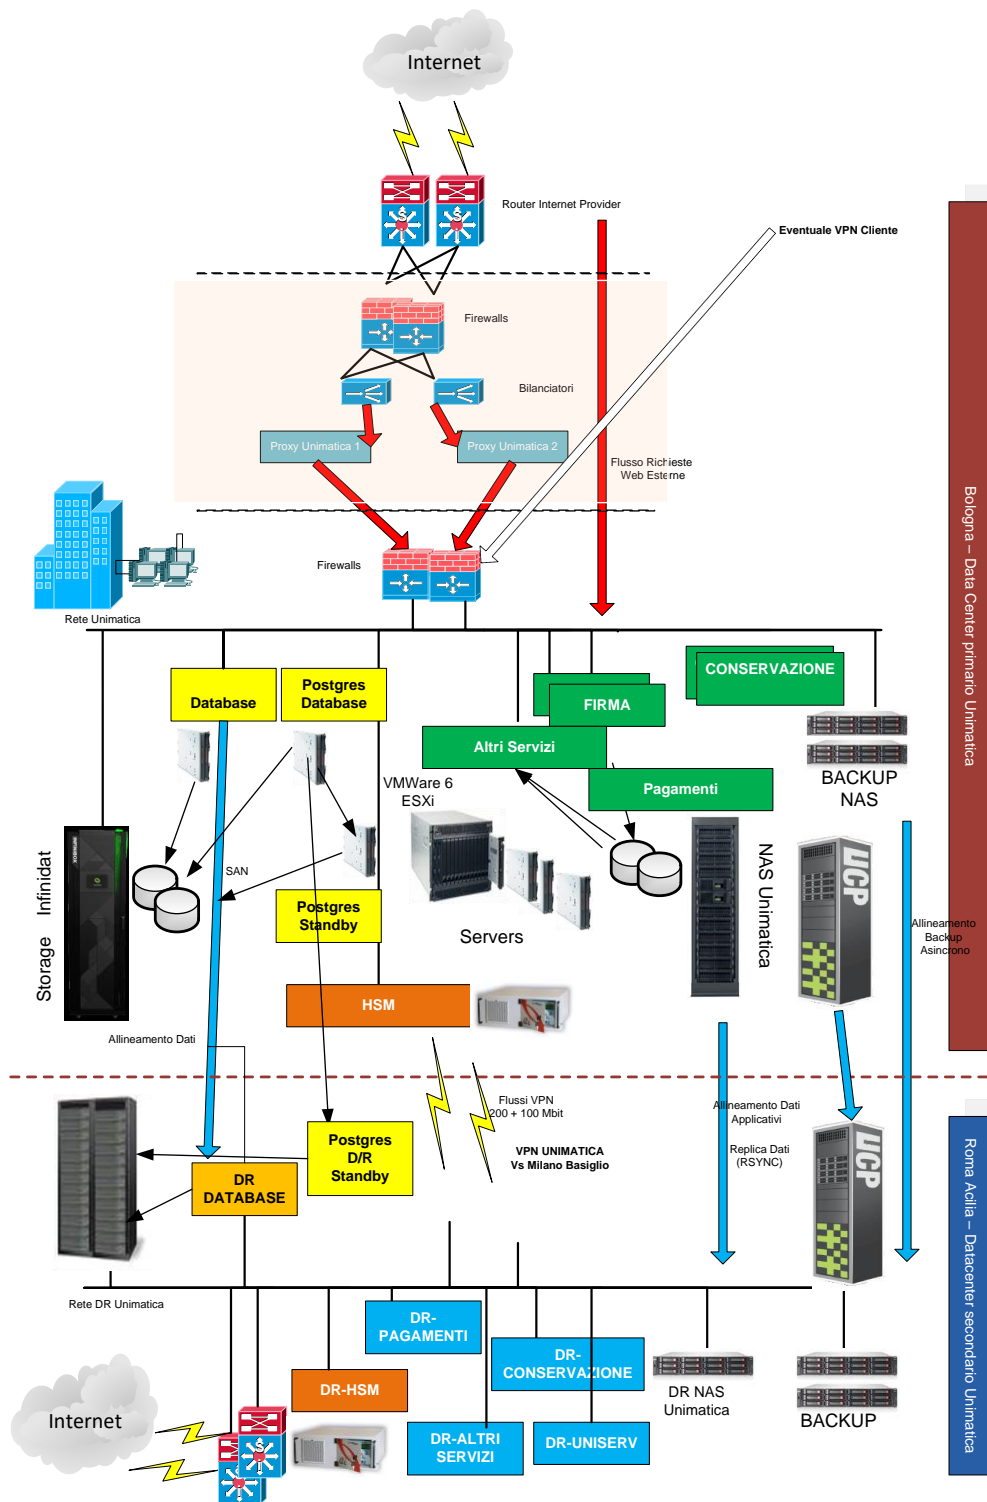 Internet
Router Internet Provider
Eventuale VPN Cliente
Firewalls
Bilanciatori
Proxy Unimatica 1
Proxy Unimatica 2
Flusso Richieste
Web Esterne
Firewalls
Rete Unimatica
Bologna – Data Center primario Unimatica
Database
Postgres
Database
FIRMA
CONSERVAZIONE
Altri Servizi
Pagamenti
VMWare 6
ESXi
BACKUP
NAS
Storage Infinidat
SAN
Postgres
Standby
Servers
NAS Unimatica
UCP
Allineamento
Backup
Asincrono
HSM
Allineamento Dati
Flussi VPN
200 + 100 Mbit
VPN UNIMATICA
Vs Milano Basiglio
Allineamento Dati
Applicativi
Replica Dati
(RSYNC)
Postgres
D/R
Standby
DR
DATABASE
UCP
Roma Acilia – Datacenter secondario Unimatica
Rete DR Unimatica
DR-
PAGAMENTI
DR-
CONSERVAZIONE
DR-HSM
DR NAS
Unimatica
BACKUP
Internet
DR-ALTRI
SERVIZI
DR-UNISERV